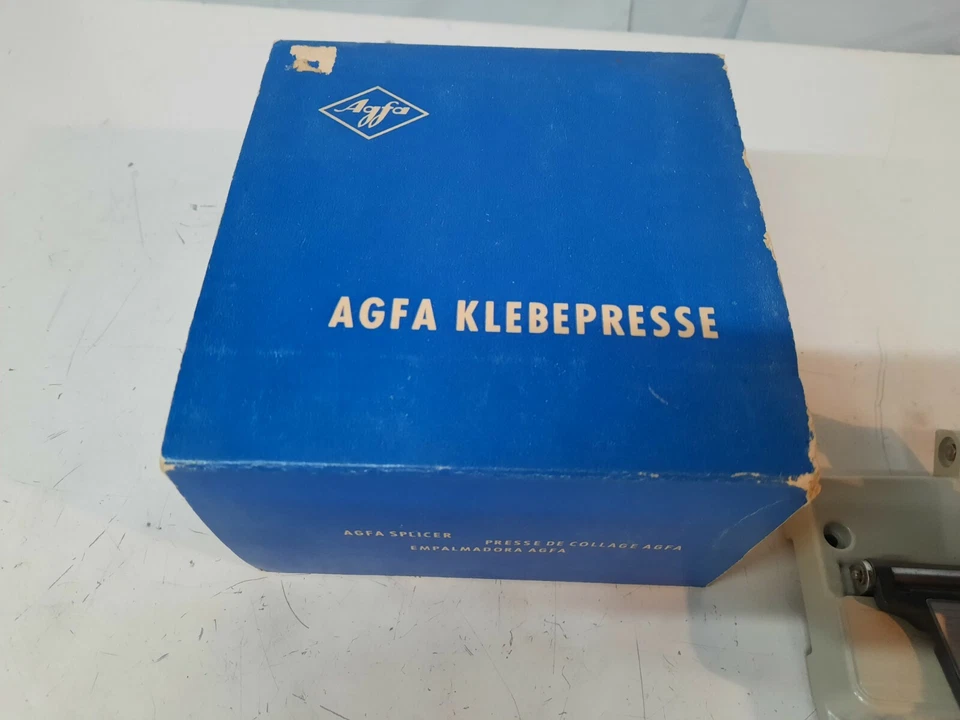 Agfa
AGFA KLEBEPRESSE
AGFA SPLICER PRESSE DE COLLAGE AGFA
EMPALMADORA AGFA